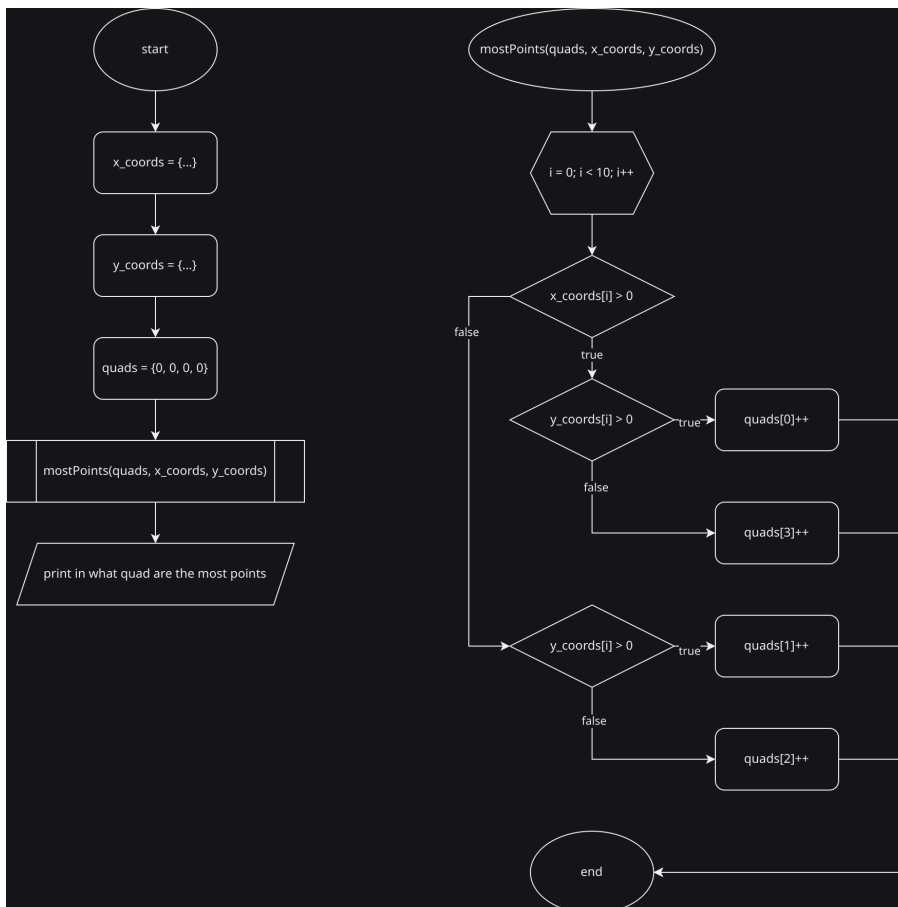 start
x_coords = {...}
y_coords = {...}
quads = {0, 0, 0, 0}
mostPoints(quads, x_coords, y_coords)
print in what quad are the most points
mostPoints(quads, x_coords, y_coords)
i = 0; i < 10; i++
x_coords[i] > 0
false
true
y_coords[i] > 0
true
quads[0]++
false
quads[3]++
y_coords[i] > 0
true
quads[1]++
false
quads[2]++
end